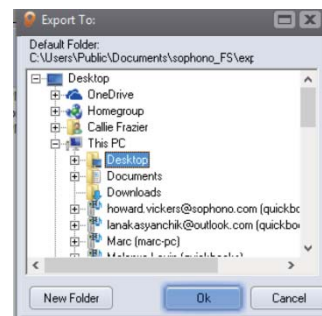 Export To:
Default Folder:
C:\Users\Public\Documents\sophono_FS\exp
Desktop
OneDrive
Homegroup
Callie Frazier
This PC
Desktop
Documents
Downloads
howard.vickers@sophono.com (quickbo
lanakasyanchik@outlook.com (quickbo
Marc (marc-pc)
New Folder
Ok
Cancel